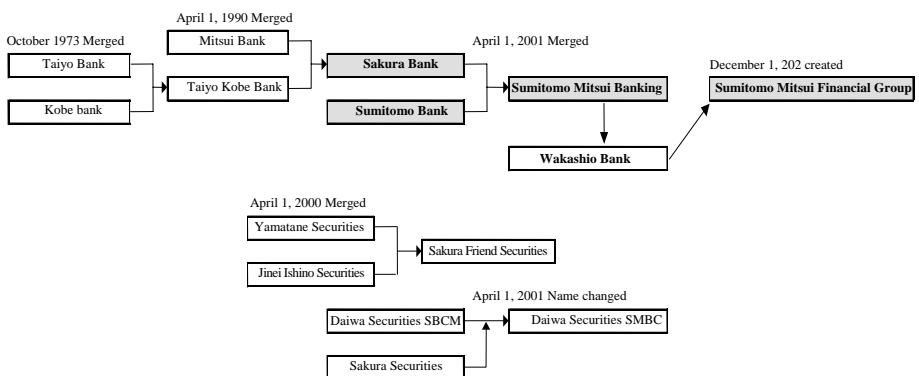 April 1, 1990 Merged
October 1973 Merged
Mitsui Bank
April 1, 2001 Merged
Taiyo Bank
Sakura Bank
December 1, 202 created
Taiyo Kobe Bank
Sumitomo Mitsui Banking
Sumitomo Mitsui Financial Group
Kobe bank
Sumitomo Bank
Wakashio Bank
April 1, 2000 Merged
Yamatane Securities
Sakura Friend Securities
Jinei Ishino Securities
April 1, 2001 Name changed
Daiwa Securities SBCM
Daiwa Securities SMBC
Sakura Securities